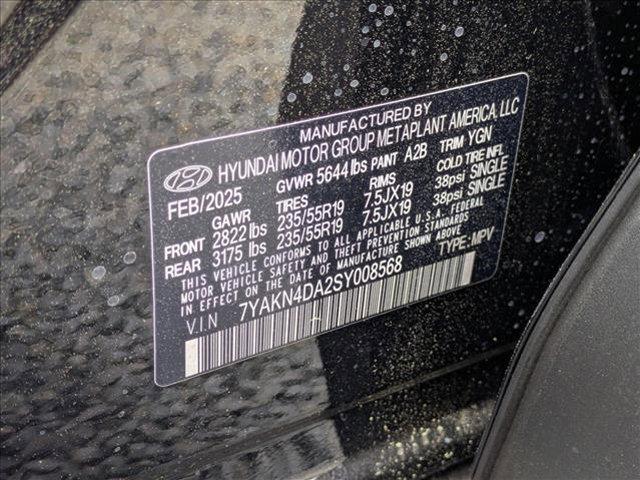 MANUFACTURED BY
HYUNDAI MOTOR GROUP METAPLANT AMERICA, LLC
FEB/2025 GVWR 5644 lbs PAINT A2B TRIM YGN
GAWR TIRES RIMS COLD TIRE INFL
FRONT 2822 lbs 235/55R19 7.5JX19 38psi SINGLE
REAR 3175 lbs 235/55R19 7.5JX19 38psi SINGLE
THIS VEHICLE CONFORMS TO ALL APPLICABLE U.S.A. FEDERAL
MOTOR VEHICLE SAFETY AND THEFT PREVENTION STANDARDS
IN EFFECT ON THE DATE OF MANUFACTURE SHOWN ABOVE.
V.I.N 7YAKN4DA2SY008568 TYPE: MPV